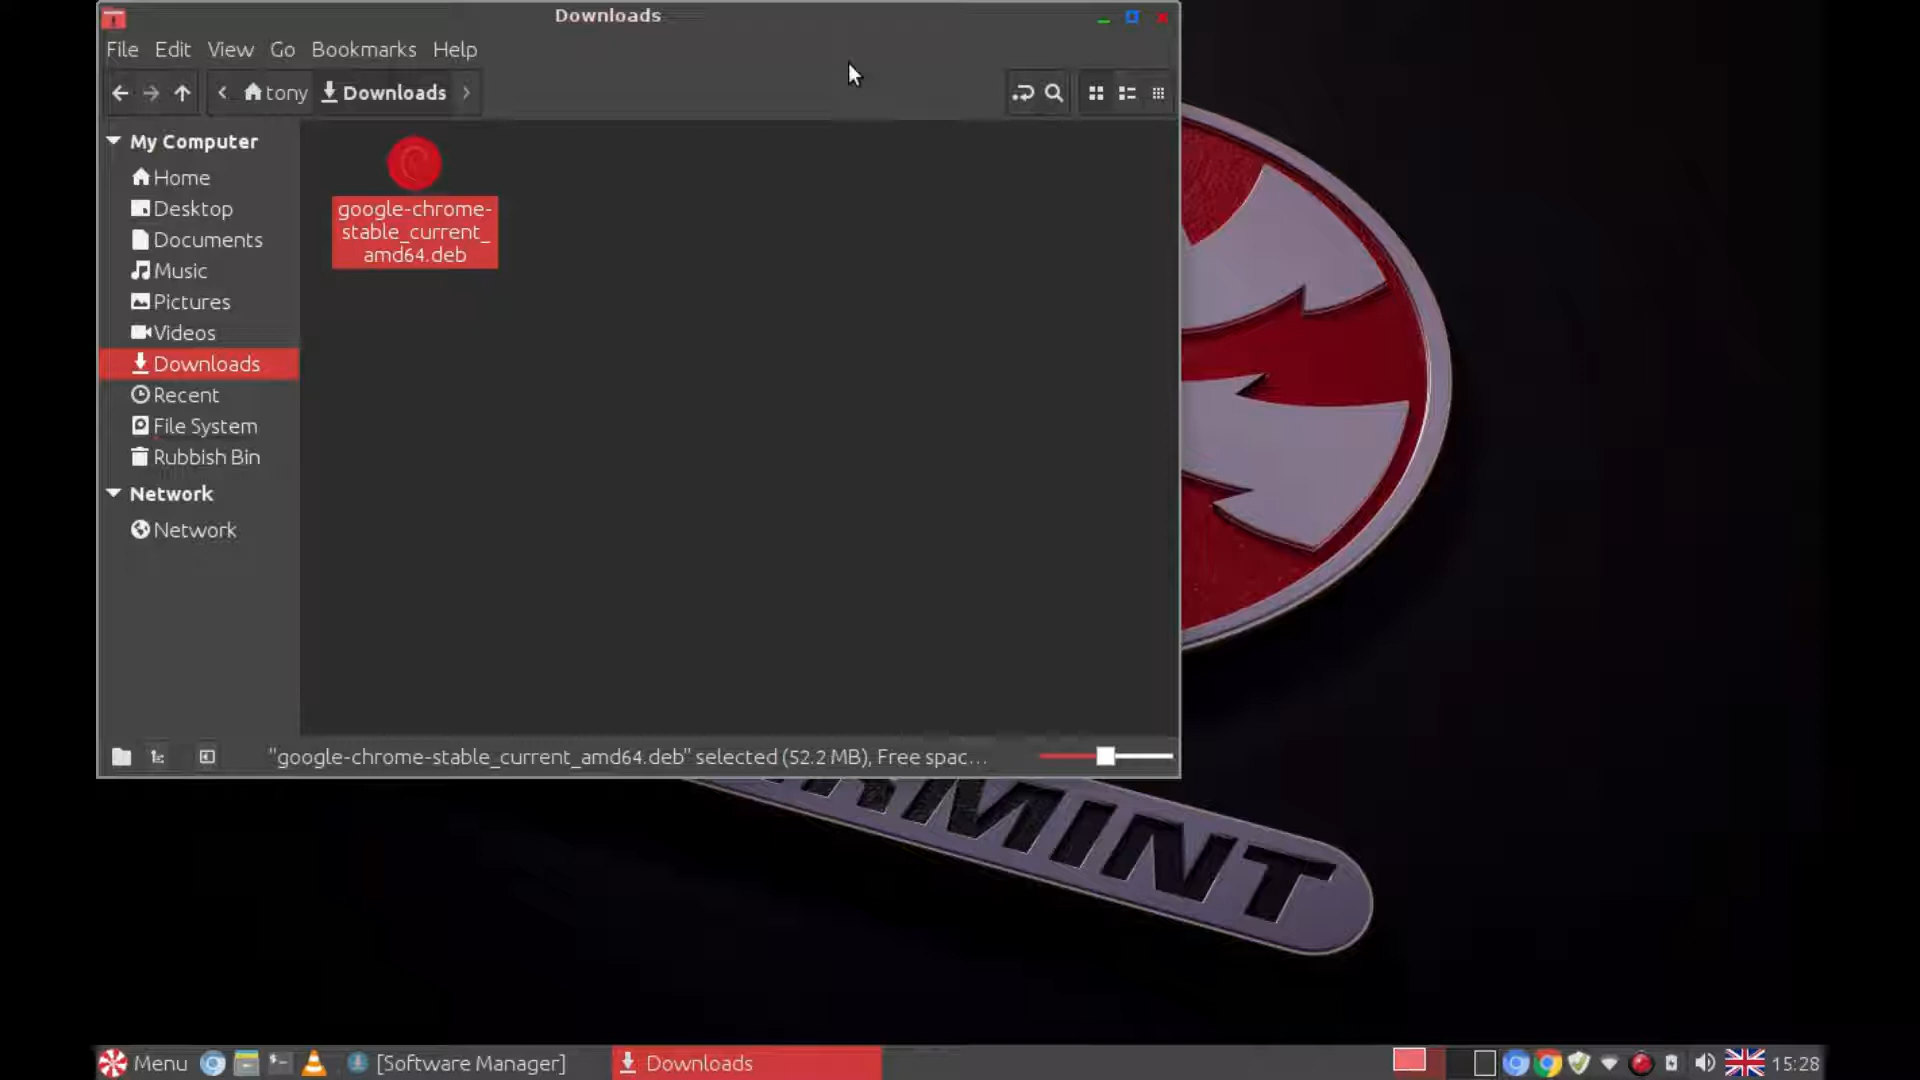 Downloads
File Edit View Go Bookmarks Help
tony Downloads
My Computer
Home
Desktop
Documents
Music
Pictures
Videos
Downloads
Recent
File System
Rubbish Bin
Network
Network
google-chrome-
stable_current_
amd64.deb
"google-chrome-stable_current_amd64.deb" selected (52.2 MB), Free spac...
RMINT
Menu [Software Manager] Downloads 15:28